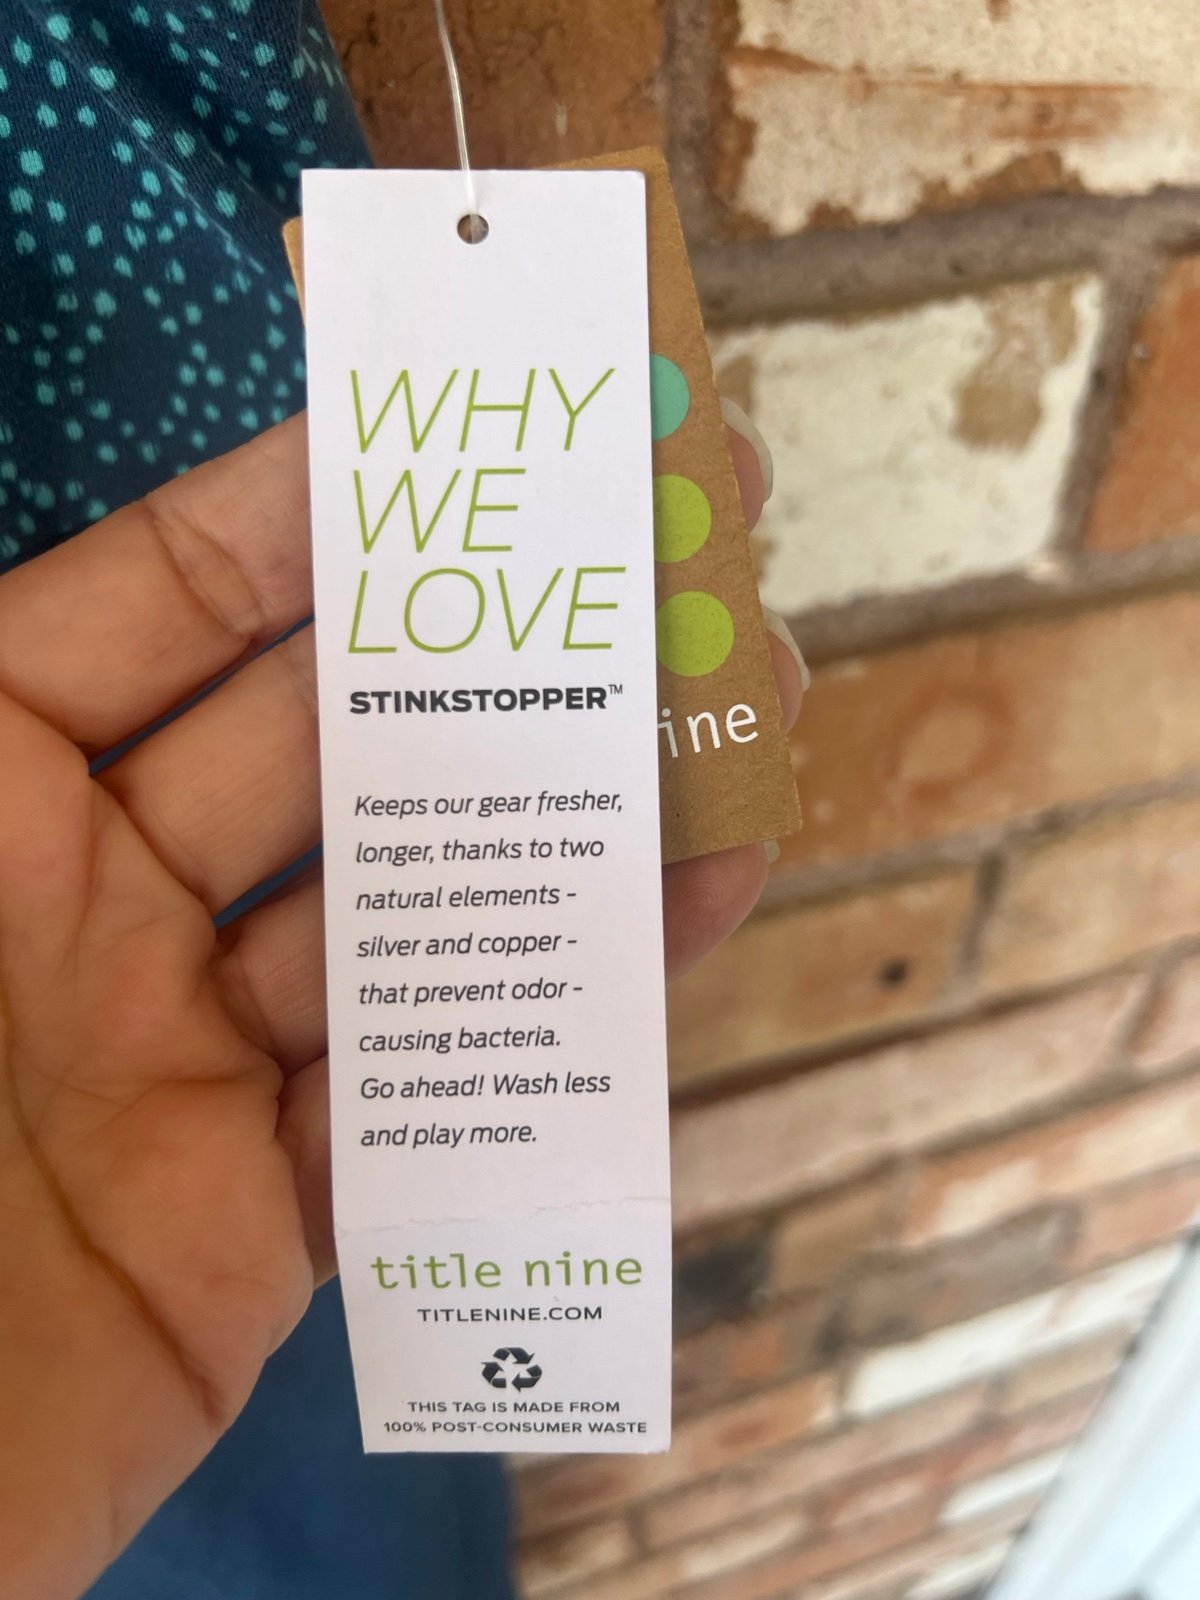 WHY
WE
LOVE
STINKSTOPPER™
Keeps our gear fresher,
longer, thanks to two
natural elements -
silver and copper -
that prevent odor -
causing bacteria.
Go ahead! Wash less
and play more.
title nine
TITLENINE.COM
THIS TAG IS MADE FROM
100% POST-CONSUMER WASTE
ine